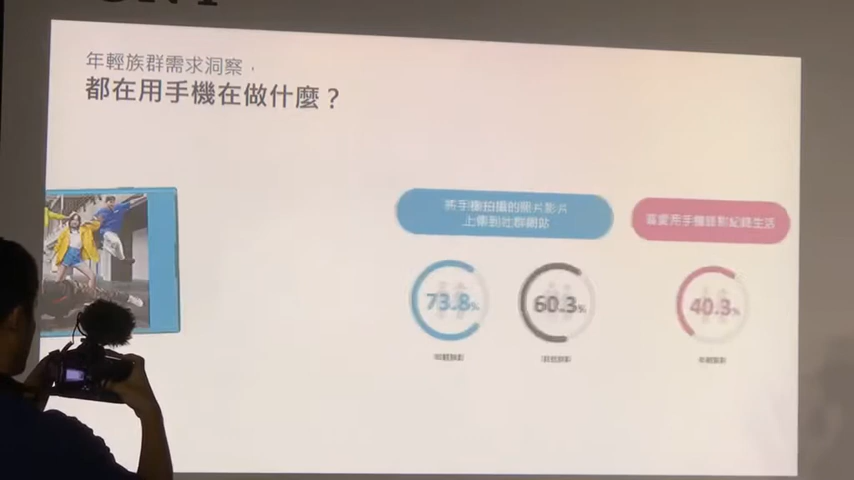 年輕族群需求洞察，
都在用手機在做什麼？
將手機拍攝的照片影片
上傳到社群網站
喜愛用手機錄影紀錄生活
73.8%
60.3%
40.3%